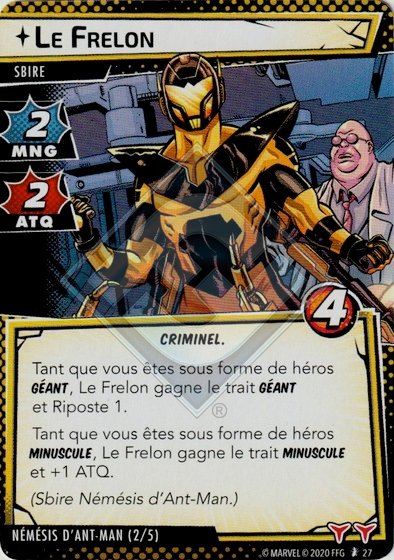 LE FRELON
SBIRE
2
MNG
2
ATQ
4
CRIMINEL.
Tant que vous êtes sous forme de héros
GÉANT, Le Frelon gagne le trait GÉANT
et Riposte 1.
Tant que vous êtes sous forme de héros
MINUSCULE, Le Frelon gagne le trait MINUSCULE
et +1 ATQ.
(Sbire Némésis d'Ant-Man.)
®
NÉMÉSIS D'ANT-MAN (2/5)
© MARVEL © 2020 FFG 27